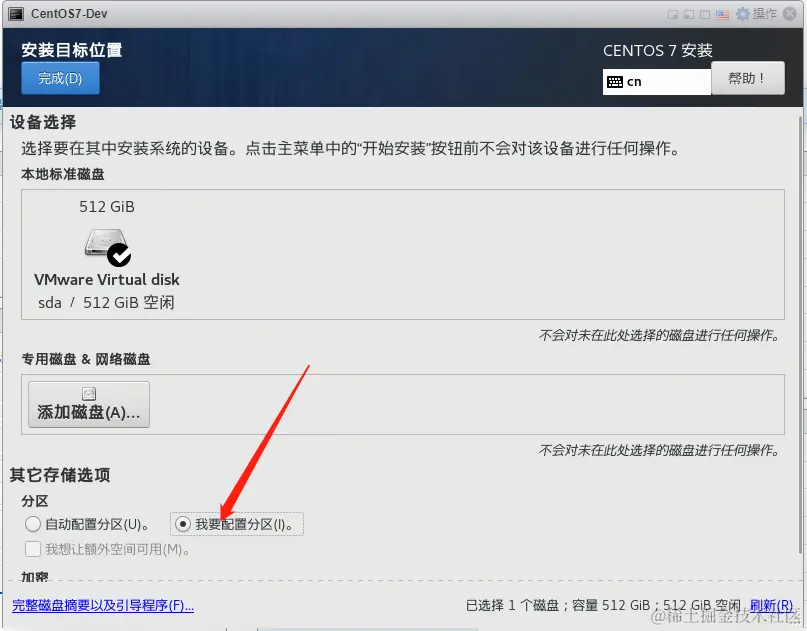 CentOS7-Dev
操作
安装目标位置
CENTOS 7 安装
完成(D)
cn
帮助！
设备选择
选择要在其中安装系统的设备。点击主菜单中的“开始安装”按钮前不会对该设备进行任何操作。
本地标准磁盘
512 GiB
VMware Virtual disk
sda / 512 GiB 空闲
不会对未在此处选择的磁盘进行任何操作。
专用磁盘 & 网络磁盘
添加磁盘(A)...
不会对未在此处选择的磁盘进行任何操作。
其它存储选项
分区
自动配置分区(U)。
我要配置分区(I)。
我想让额外空间可用(M)。
加密
完整磁盘摘要以及引导程序(F)...
已选择 1 个磁盘；容量 512 GiB；512 GiB 空闲
刷新(R)
@稀土掘金技术社区